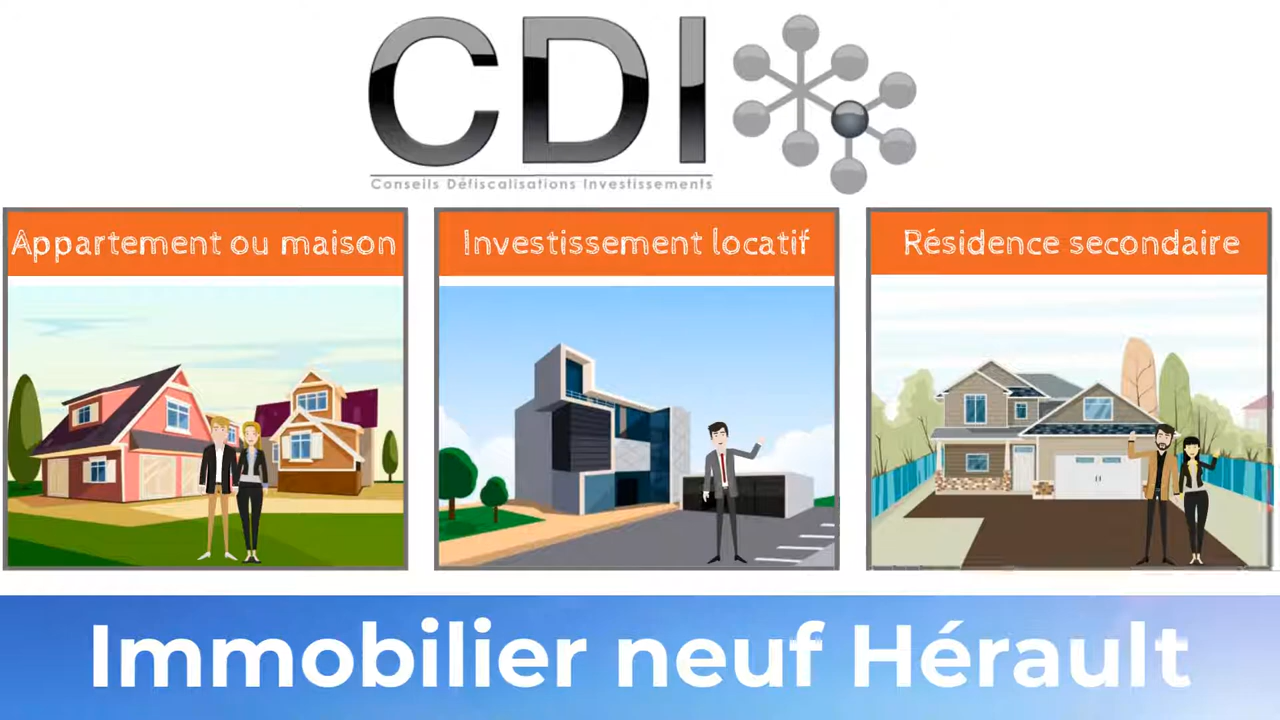 CDI
Conseils Défiscalisations Investissements
Appartement ou maison
Investissement locatif
Résidence secondaire
Immobilier neuf Hérault